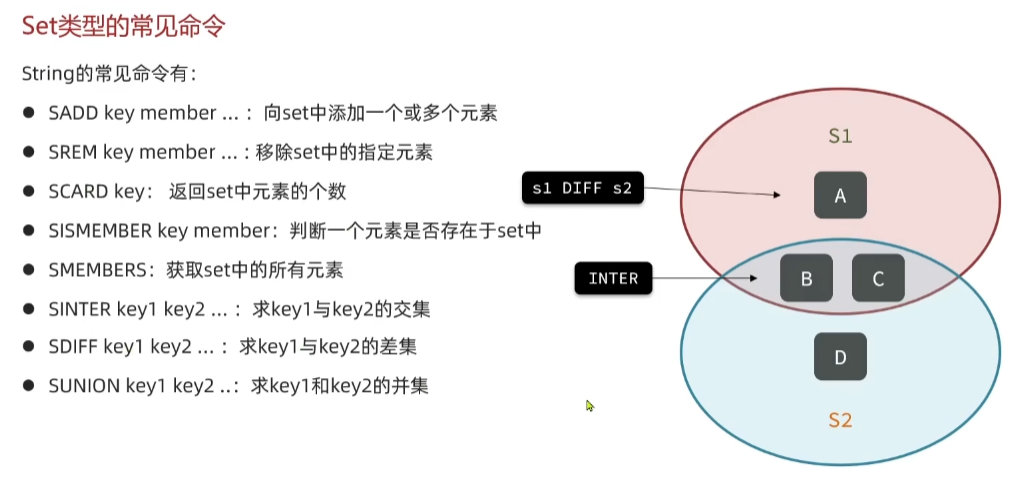 Set类型的常见命令
String的常见命令有：
● SADD key member ... ：向set中添加一个或多个元素
● SREM key member ... : 移除set中的指定元素
● SCARD key： 返回set中元素的个数
● SISMEMBER key member：判断一个元素是否存在于set中
● SMEMBERS：获取set中的所有元素
● SINTER key1 key2 ... ：求key1与key2的交集
● SDIFF key1 key2 ... ：求key1与key2的差集
● SUNION key1 key2 ..：求key1和key2的并集
S1
s1 DIFF s2
A
INTER
B
C
D
S2